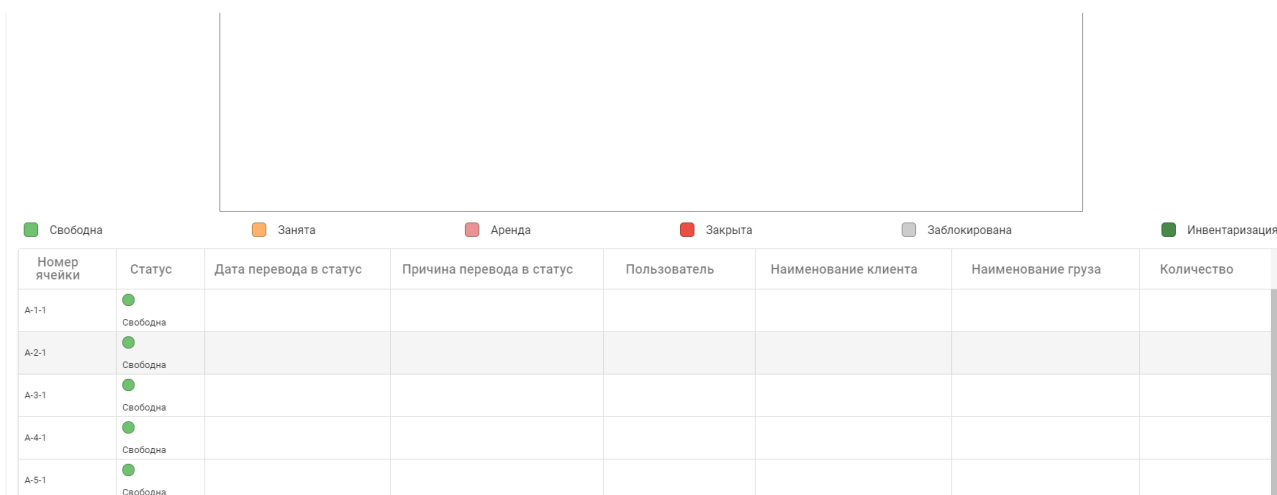 Свободна Занята Аренда Закрыта Заблокирована Инвентаризация
Номер ячейки Статус Дата перевода в статус Причина перевода в статус Пользователь Наименование клиента Наименование груза Количество
А-1-1 Свободна
А-2-1 Свободна
А-3-1 Свободна
А-4-1 Свободна
А-5-1 Свободна